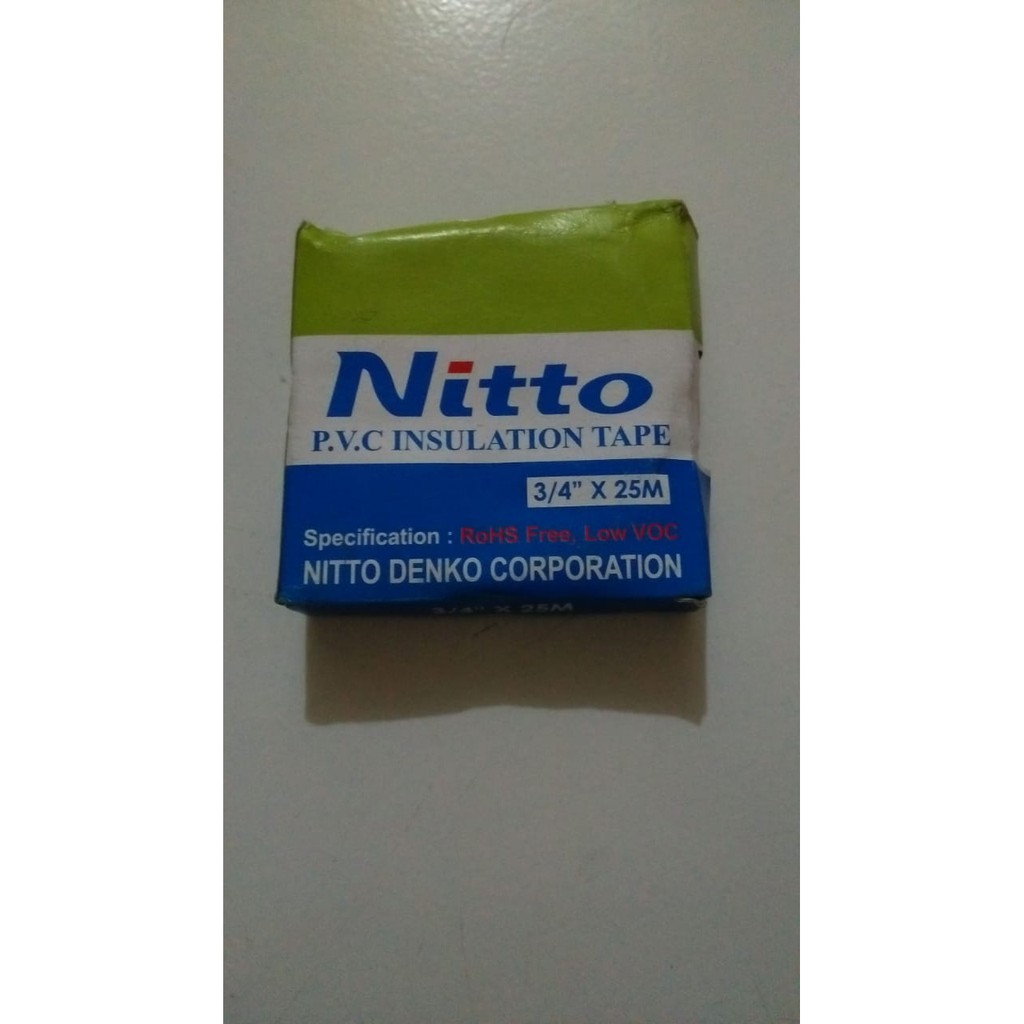 Nitto
P.V.C INSULATION TAPE
3/4" X 25M
Specification : RoHS Free, Low VOC
NITTO DENKO CORPORATION
3/4" X 25M